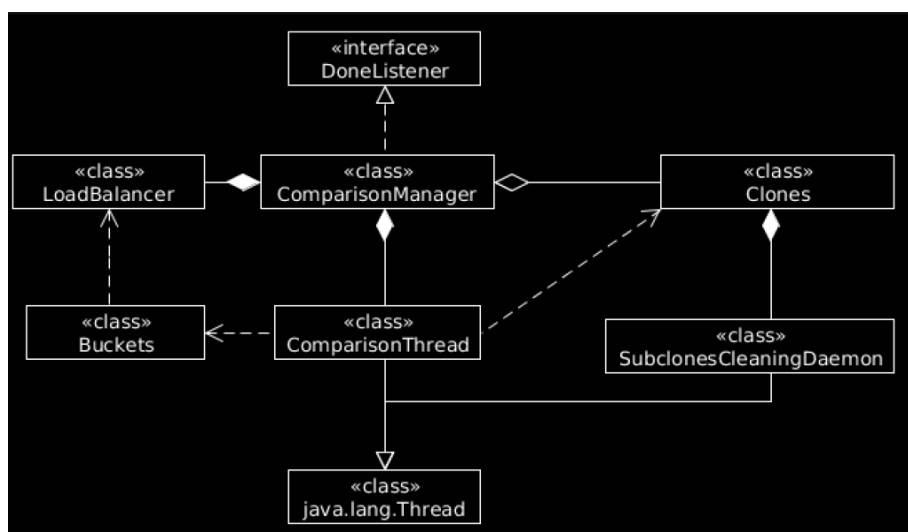 «interface»
DoneListener
«class»
LoadBalancer
«class»
ComparisonManager
«class»
Clones
«class»
Buckets
«class»
ComparisonThread
«class»
SubclonesCleaningDaemon
«class»
java.lang.Thread